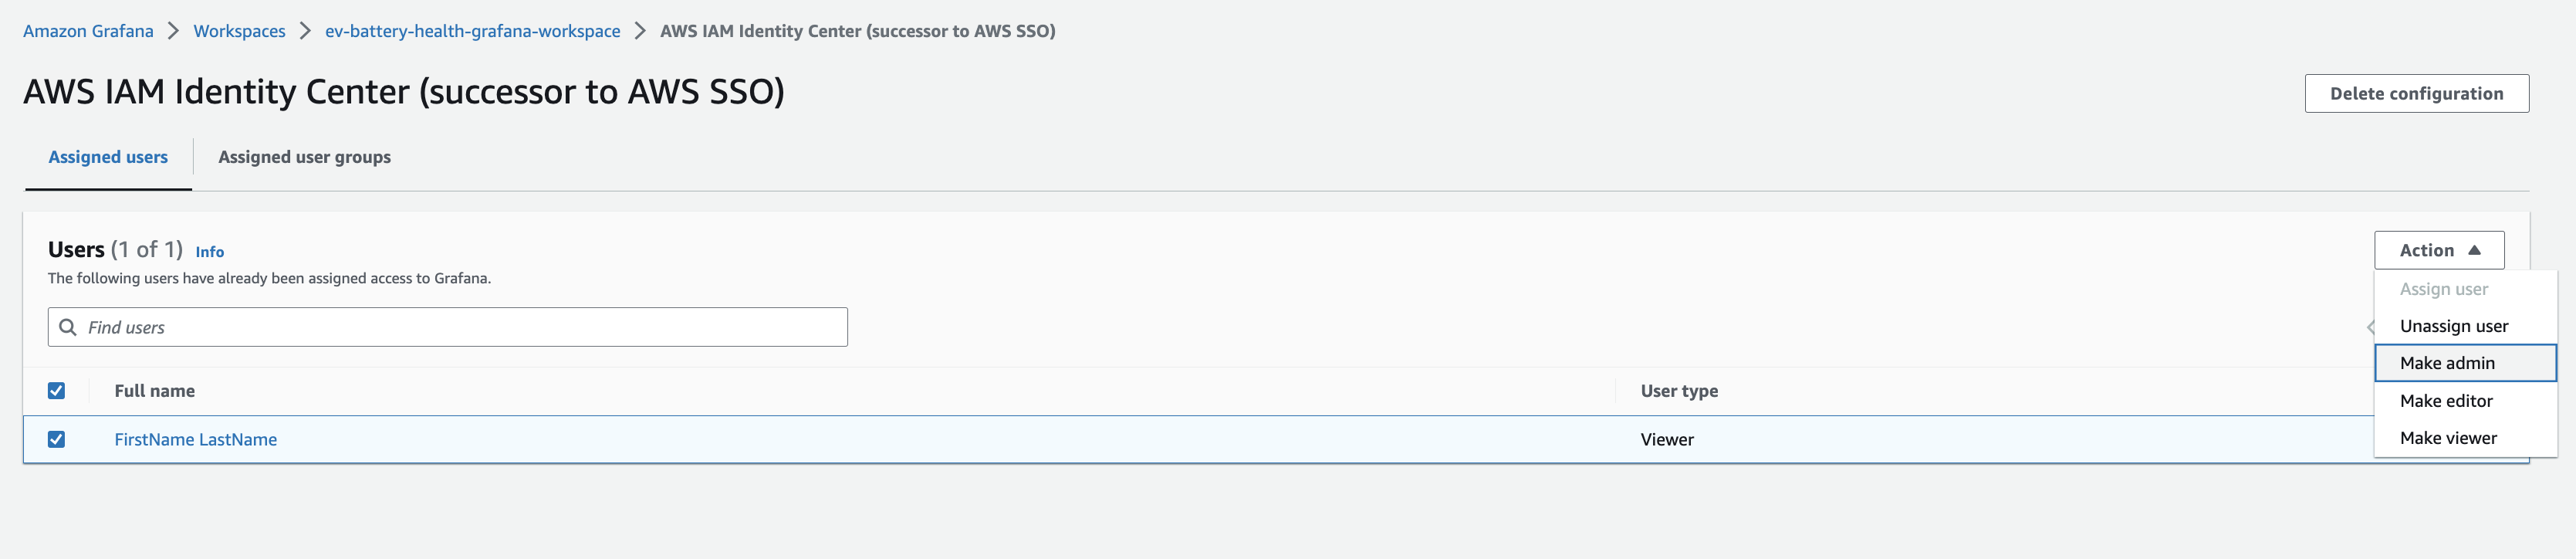 Amazon Grafana > Workspaces > ev-battery-health-grafana-workspace > AWS IAM Identity Center (successor to AWS SSO)
AWS IAM Identity Center (successor to AWS SSO)
Delete configuration
Assigned users
Assigned user groups
Users (1 of 1) Info
The following users have already been assigned access to Grafana.
Action
Find users
Assign user
Unassign user
Make admin
Make editor
Make viewer
Full name
User type
FirstName LastName
Viewer